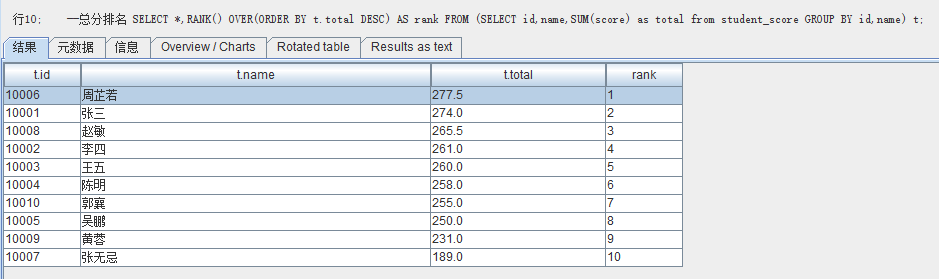 行10; 一总分排名 SELECT *,RANK() OVER(ORDER BY t.total DESC) AS rank FROM (SELECT id,name,SUM(score) as total from student_score GROUP BY id,name) t;
结果 元数据 信息 Overview / Charts Rotated table Results as text
t.id t.name t.total rank
10006 周芷若 277.5 1
10001 张三 274.0 2
10008 赵敏 265.5 3
10002 李四 261.0 4
10003 王五 260.0 5
10004 陈明 258.0 6
10010 郭襄 255.0 7
10005 吴鹏 250.0 8
10009 黄蓉 231.0 9
10007 张无忌 189.0 10